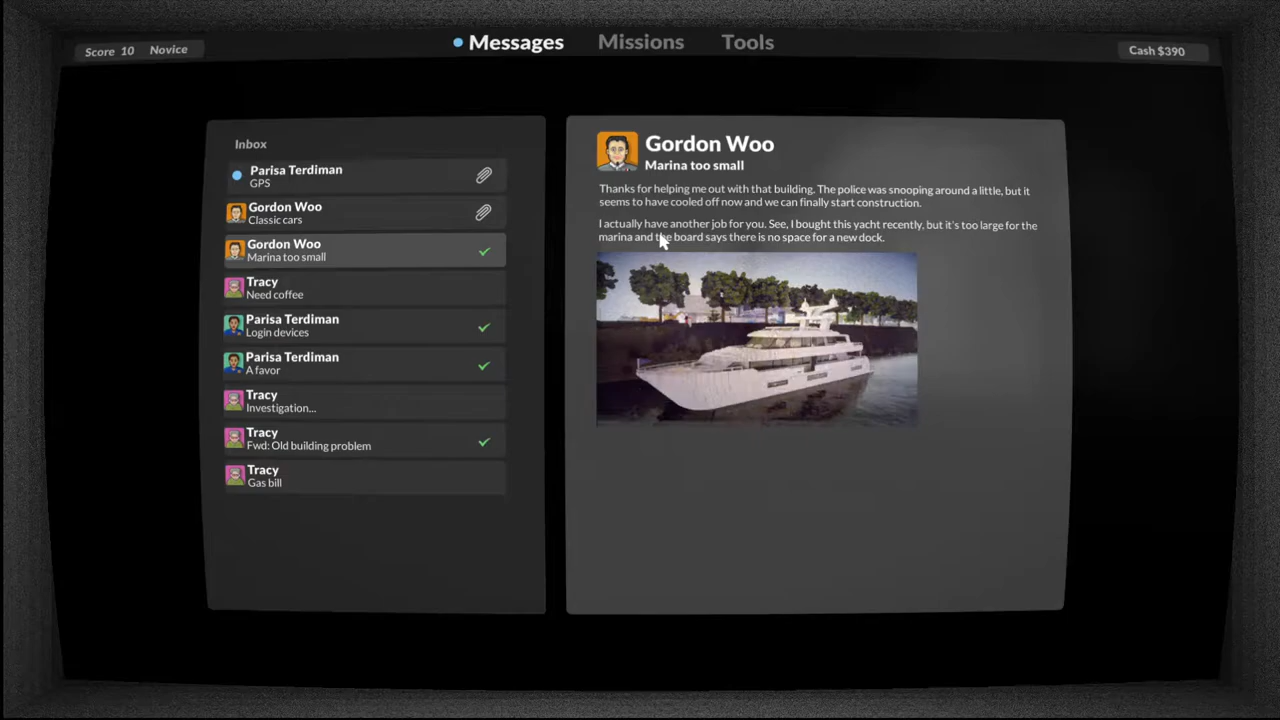 Score 10 Novice
Messages Missions Tools
Cash $390
Inbox
Parisa Terdiman
GPS
Gordon Woo
Classic cars
Gordon Woo
Marina too small
Tracy
Need coffee
Parisa Terdiman
Login devices
Parisa Terdiman
A favor
Tracy
Investigation...
Tracy
Fwd: Old building problem
Tracy
Gas bill
Gordon Woo
Marina too small
Thanks for helping me out with that building. The police was snooping around a little, but it
seems to have cooled off now and we can finally start construction.
I actually have another job for you. See, I bought this yacht recently, but it's too large for the
marina and the board says there is no space for a new dock.